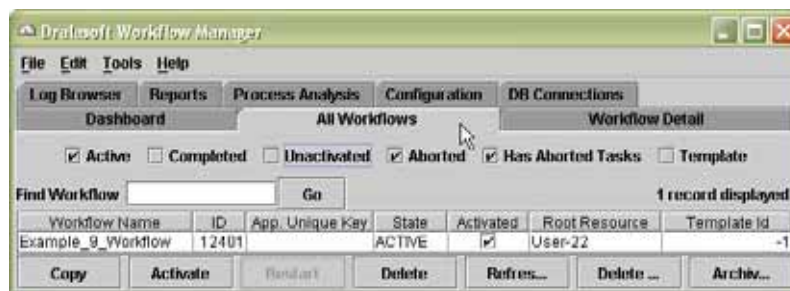 Dralasoft Workflow Manager
File Edit Tools Help
Log Browser Reports Process Analysis Configuration DB Connections
Dashboard All Workflows Workflow Detail
Active Completed Unactivated Aborted Has Aborted Tasks Template
Find Workflow Go 1 record displayed
Workflow Name ID App. Unique Key State Activated Root Resource Template Id
Example_9_Workflow 12401 ACTIVE User-22 -1
Copy Activate Restart Delete Refres... Delete ... Archiv...